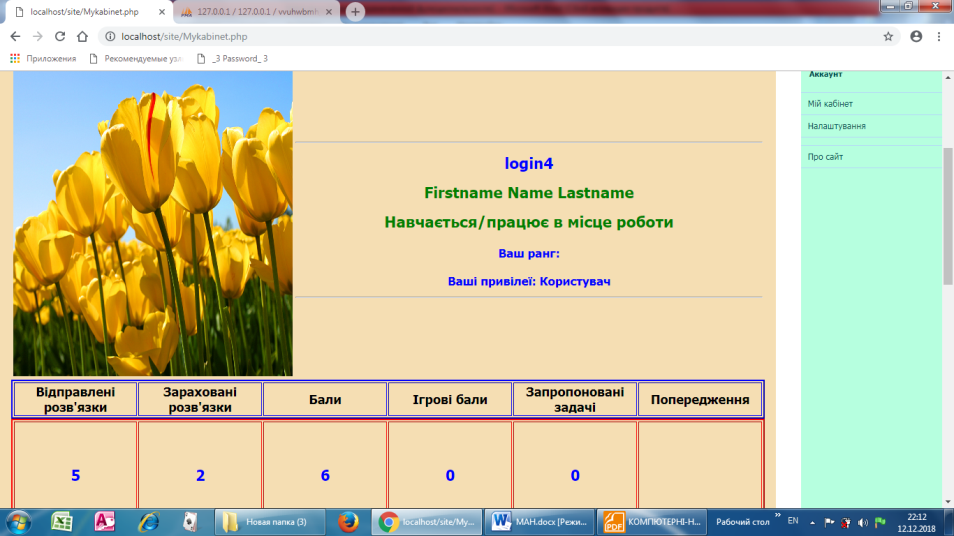 localhost/site/Mykabinet.php
127.0.0.1 / 127.0.0.1 / vvuhwbmh
localhost/site/Mykabinet.php
Приложения
Рекомендуемые узл
_3 Password_ 3
Аккаунт
Мій кабінет
Налаштування
Про сайт
login4
Firstname Name Lastname
Навчається/працює в місце роботи
Ваш ранг:
Ваші привілеї: Користувач
Відправлені розв'язки
Зараховані розв'язки
Бали
Ігрові бали
Запропоновані задачі
Попередження
5
2
6
0
0
Новая папка (3)
localhost/site/My...
МАН.docx [Режи...
КОМПЮТЕРНІ-Н...
Рабочий стол
EN
22:12
12.12.2018